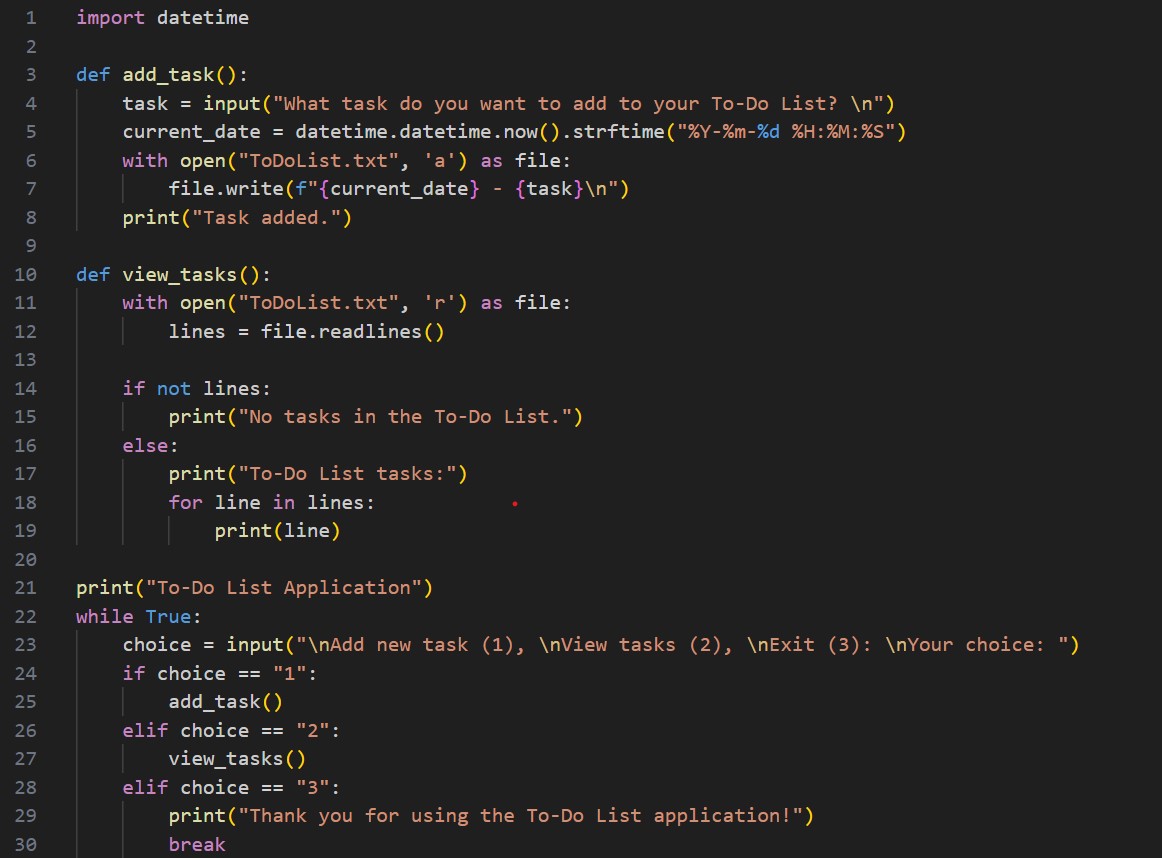 1 import datetime
2
3 def add_task():
4     task = input("What task do you want to add to your To-Do List? \n")
5     current_date = datetime.datetime.now().strftime("%Y-%m-%d %H:%M:%S")
6     with open("ToDoList.txt", 'a') as file:
7         file.write(f"{current_date} - {task}\n")
8     print("Task added.")
9
10 def view_tasks():
11     with open("ToDoList.txt", 'r') as file:
12         lines = file.readlines()
13
14     if not lines:
15         print("No tasks in the To-Do List.")
16     else:
17         print("To-Do List tasks:")
18         for line in lines:
19             print(line)
20
21 print("To-Do List Application")
22 while True:
23     choice = input("\nAdd new task (1), \nView tasks (2), \nExit (3): \nYour choice: ")
24     if choice == "1":
25         add_task()
26     elif choice == "2":
27         view_tasks()
28     elif choice == "3":
29         print("Thank you for using the To-Do List application!")
30         break